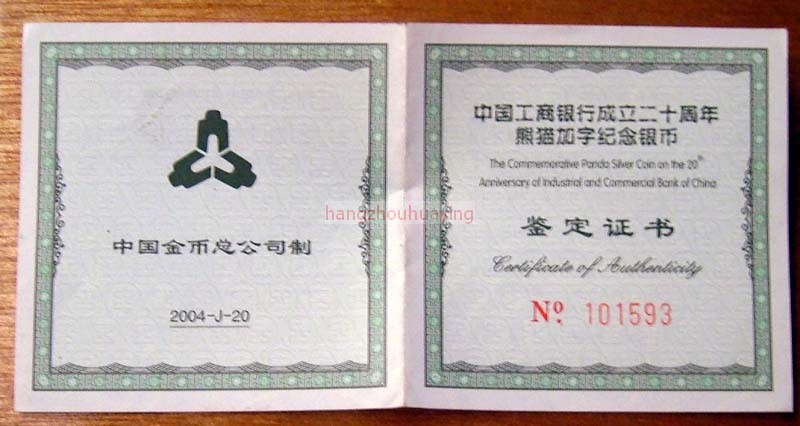 中国金币总公司制
2004-J-20
中国工商银行成立二十周年
熊猫加字纪念银币
The Commemorative Panda Silver Coin on the 20th
Anniversary of Industrial and Commercial Bank of China
鉴定证书
Certificate of Authenticity
Nº 101593
hangzhouhuaxing